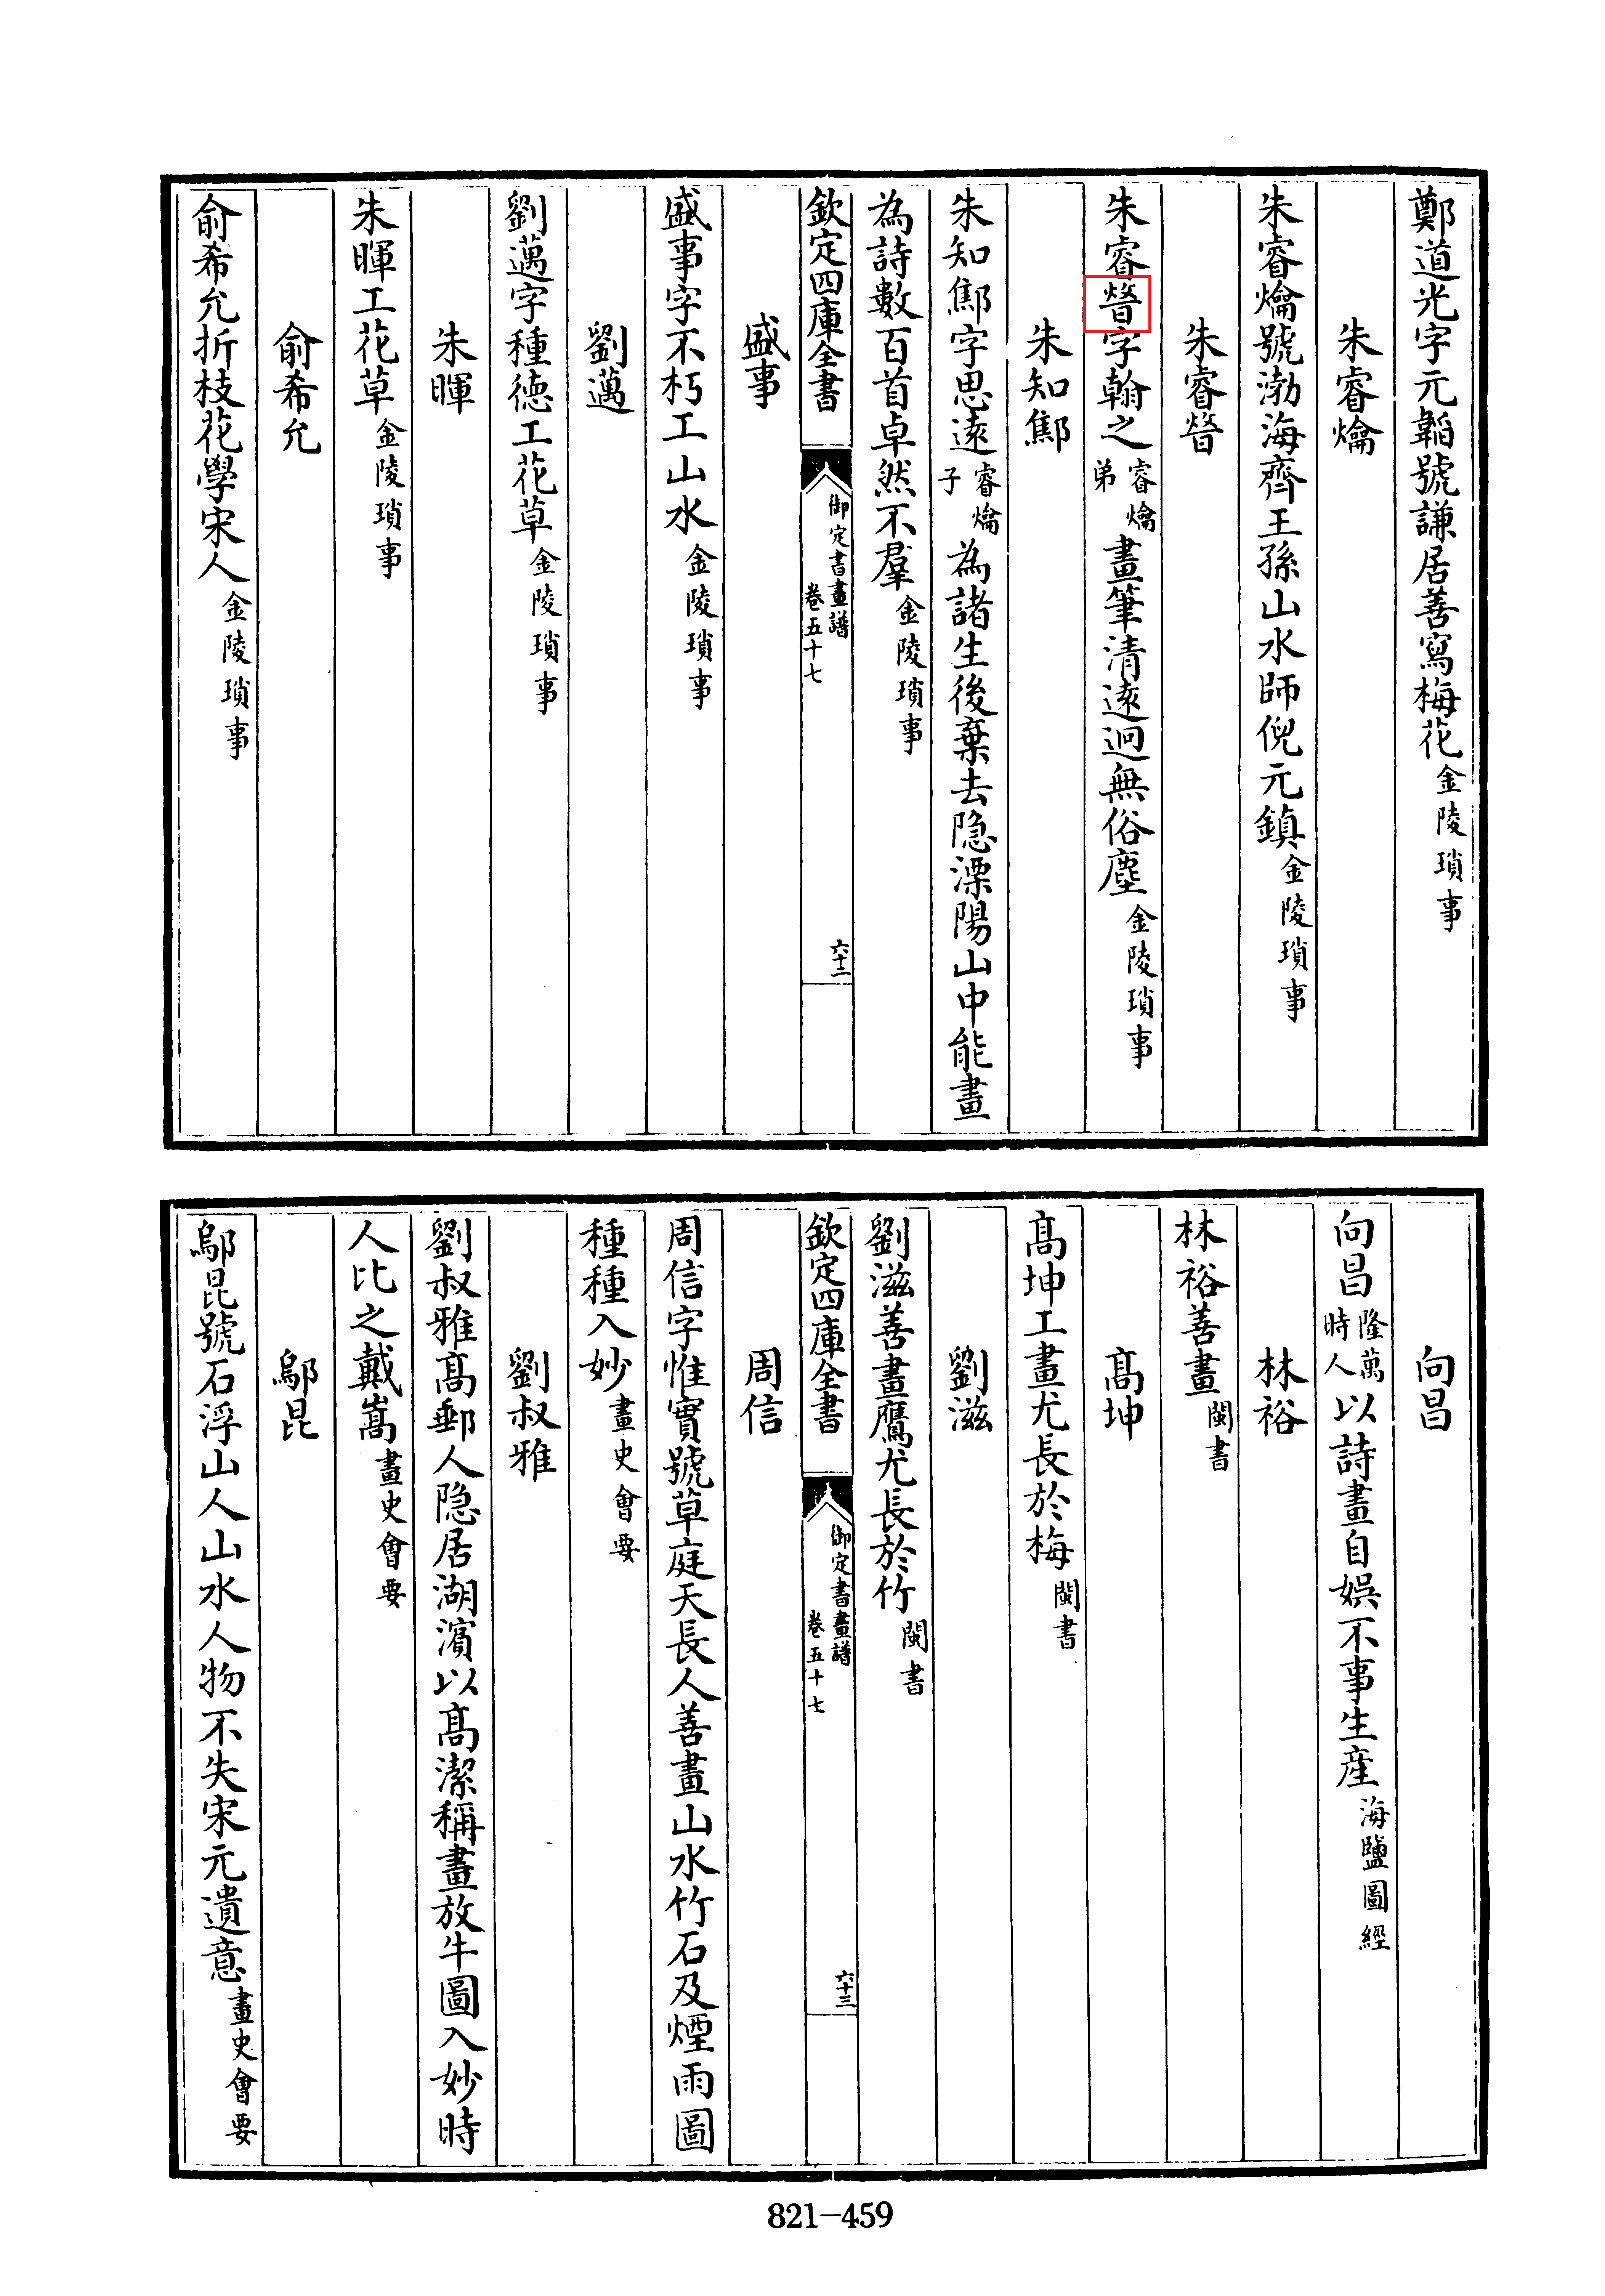 鄭道光字元韜號謙居善寫梅花金陵瑣事
朱睿爚
朱睿爚號渤海齊王孫山水師倪元鎮金陵瑣事
朱睿朁
朱睿朁字翰之睿爚弟畫筆清遠迥無俗塵金陵瑣事
朱知
朱知字思遠睿爚子為諸生後棄去隐溧陽山中能畫
為詩數百首卓然不羣金陵瑣事
欽定四庫全書
御定書畫譜
卷五十七
六十二
盛事
盛事字不朽工山水金陵瑣事
劉邁
劉邁字種德工花草金陵瑣事
朱暉
朱暉工花草金陵瑣事
俞希允
俞希允折枝花學宋人金陵瑣事
向昌
向昌隆萬時人以詩畫自娱不事生産海鹽圖經
林裕
林裕善畫閩書
髙坤
髙坤工畫尤長於梅閩書
劉滋
劉滋善畫鷹尤長於竹閩書
欽定四庫全書
御定書畫譜
卷五十七
六十三
周信
周信字惟實號草庭天長人善畫山水竹石及煙雨圖
種種入妙畫史會要
劉叔雅
劉叔雅髙郵人隐居湖濵以髙潔稱畫放牛圖入妙時
人比之戴嵩畫史會要
鄔昆
鄔昆號石浮山人山水人物不失宋元遺意畫史會要
821-459